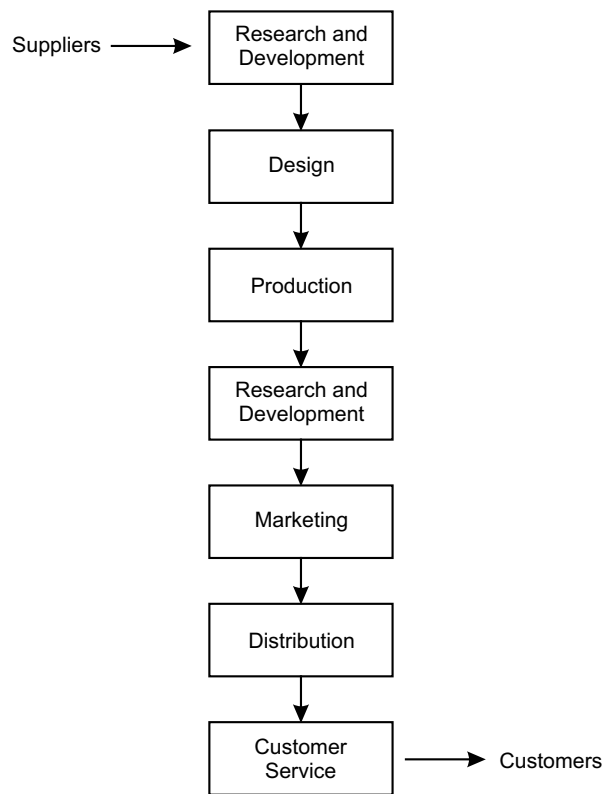 Suppliers
Research and
Development
Design
Production
Research and
Development
Marketing
Distribution
Customer
Service
Customers